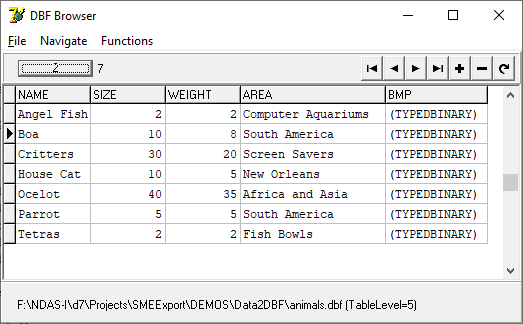 DBF Browser
File Navigate Functions
2 7
NAME SIZE WEIGHT AREA BMP
Angel Fish 2 2 Computer Aquariums (TYPEDBINARY)
Boa 10 8 South America (TYPEDBINARY)
Critters 30 20 Screen Savers (TYPEDBINARY)
House Cat 10 5 New Orleans (TYPEDBINARY)
Ocelot 40 35 Africa and Asia (TYPEDBINARY)
Parrot 5 5 South America (TYPEDBINARY)
Tetras 2 2 Fish Bowls (TYPEDBINARY)
F:\NDAS-I\d7\Projects\SMEExport\DEMOS\Data2DBF\animals.dbf (TableLevel=5)